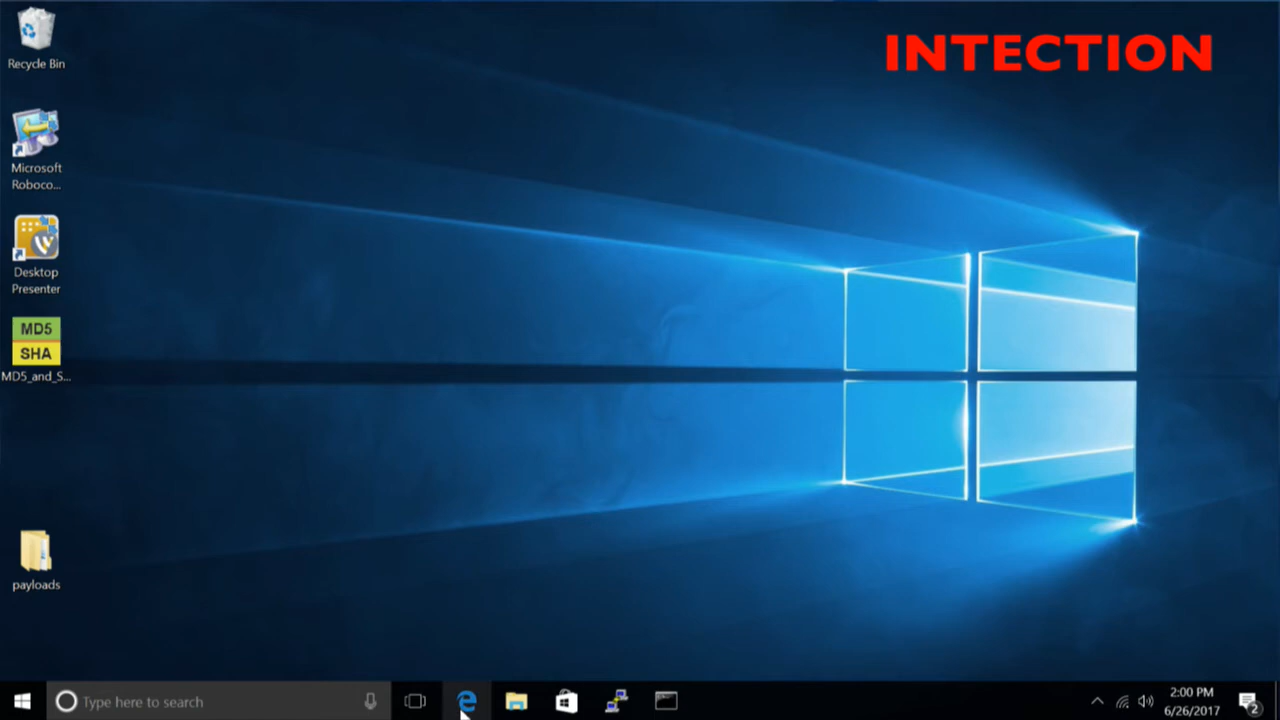 INTECTION
Recycle Bin
Microsoft
Roboco...
Desktop
Presenter
MD5
SHA
MD5_and_S...
payloads
Type here to search
2:00 PM
6/26/2017
2